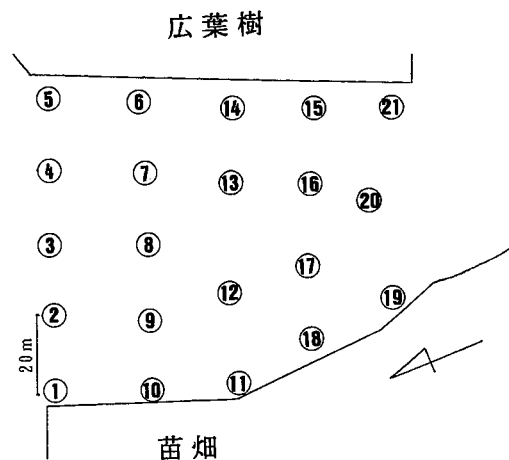 広葉樹
⑤ ⑥ ⑭ ⑮ ㉑
④ ⑦ ⑬ ⑯ ⑳
③ ⑧ ⑰
② ⑨ ⑫ ⑱ ⑲
20m
① ⑩ ⑪
苗畑